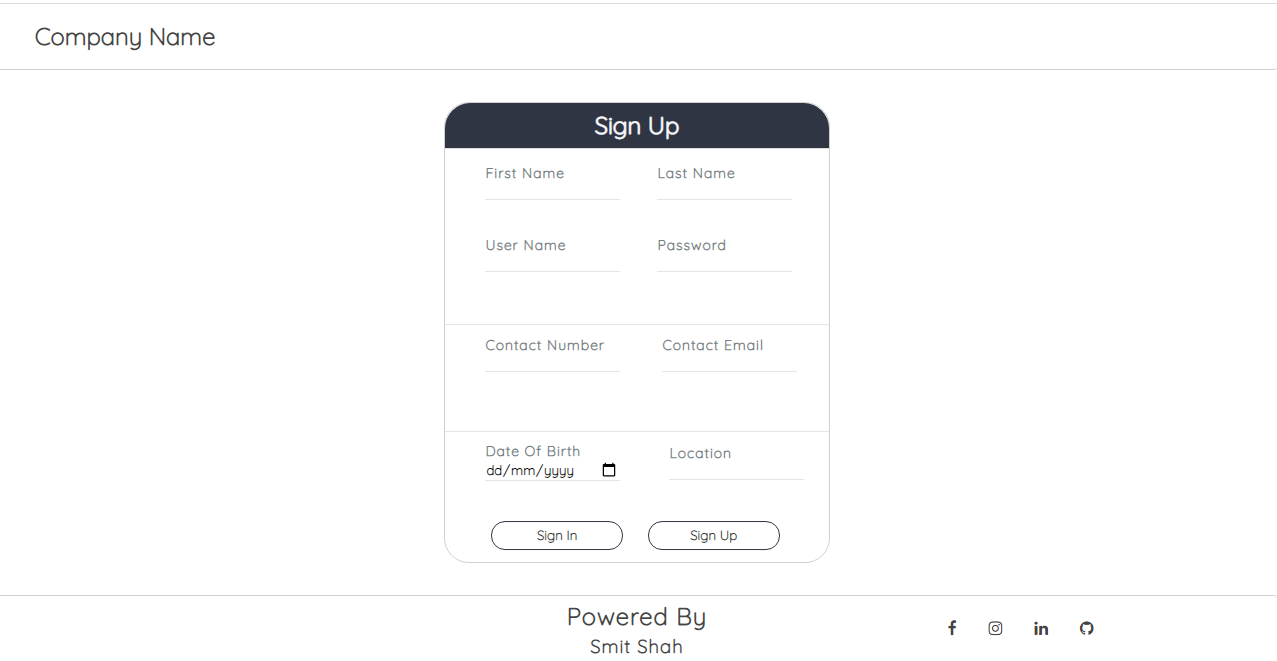 Company Name
Sign Up
First Name Last Name
User Name Password
Contact Number Contact Email
Date Of Birth Location
dd/mm/yyyy
Sign In Sign Up
Powered By
Smit Shah